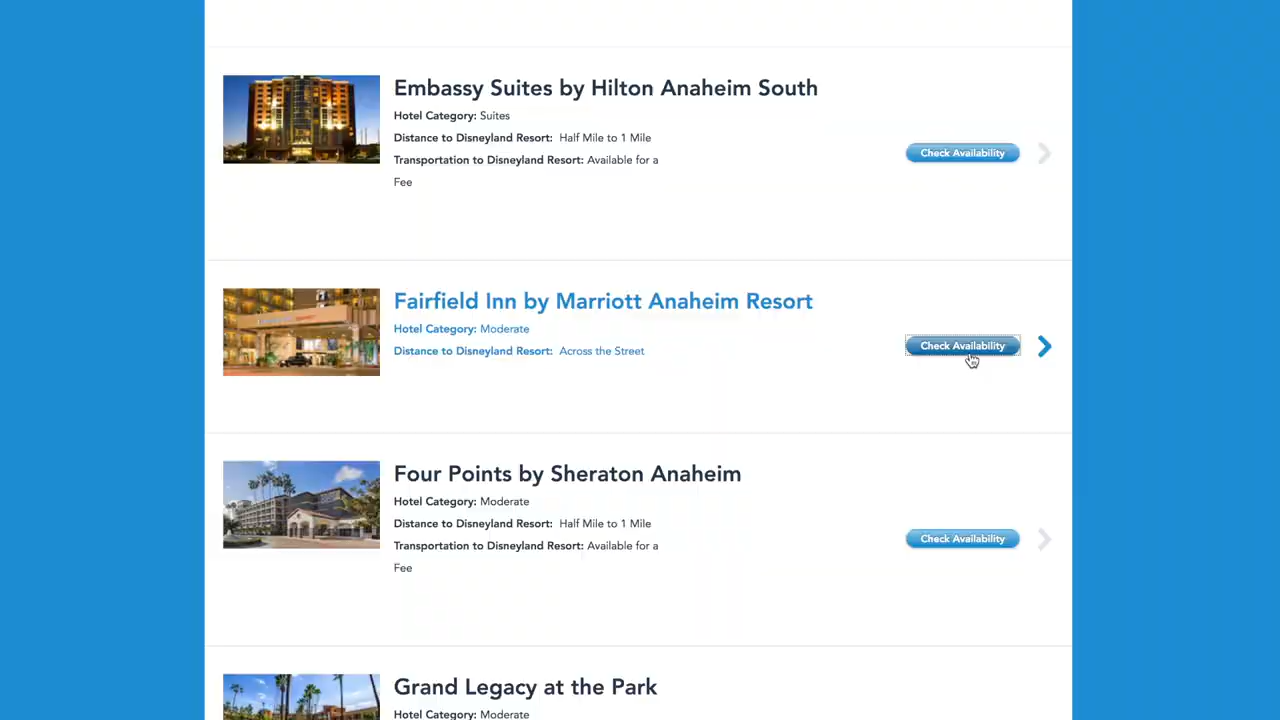 Embassy Suites by Hilton Anaheim South
Hotel Category: Suites
Distance to Disneyland Resort: Half Mile to 1 Mile
Transportation to Disneyland Resort: Available for a
Fee
Check Availability
Fairfield Inn by Marriott Anaheim Resort
Hotel Category: Moderate
Distance to Disneyland Resort: Across the Street
Check Availability
Four Points by Sheraton Anaheim
Hotel Category: Moderate
Distance to Disneyland Resort: Half Mile to 1 Mile
Transportation to Disneyland Resort: Available for a
Fee
Check Availability
Grand Legacy at the Park
Hotel Category: Moderate